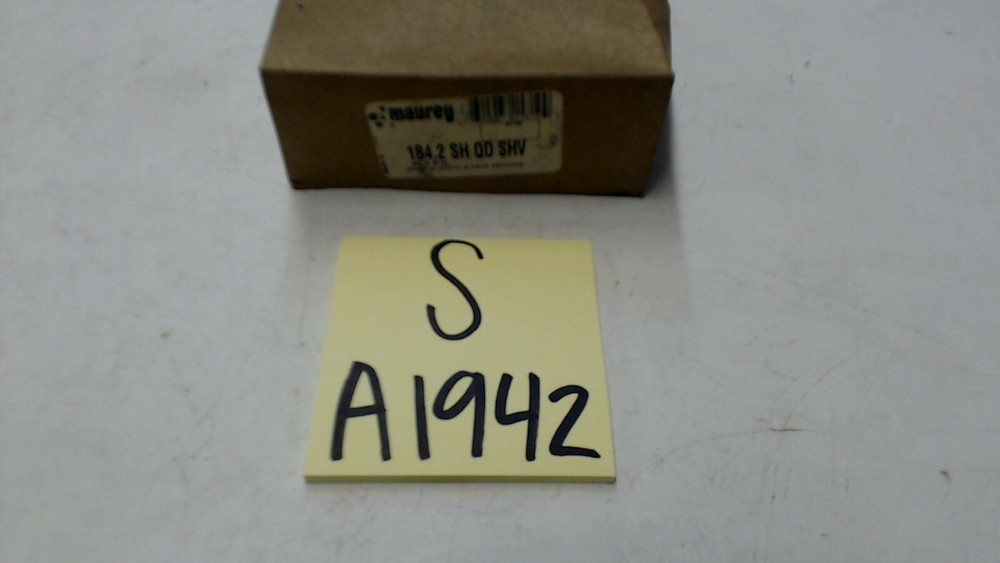 maurey
1B4.2 SH QD SHV
S
A1942